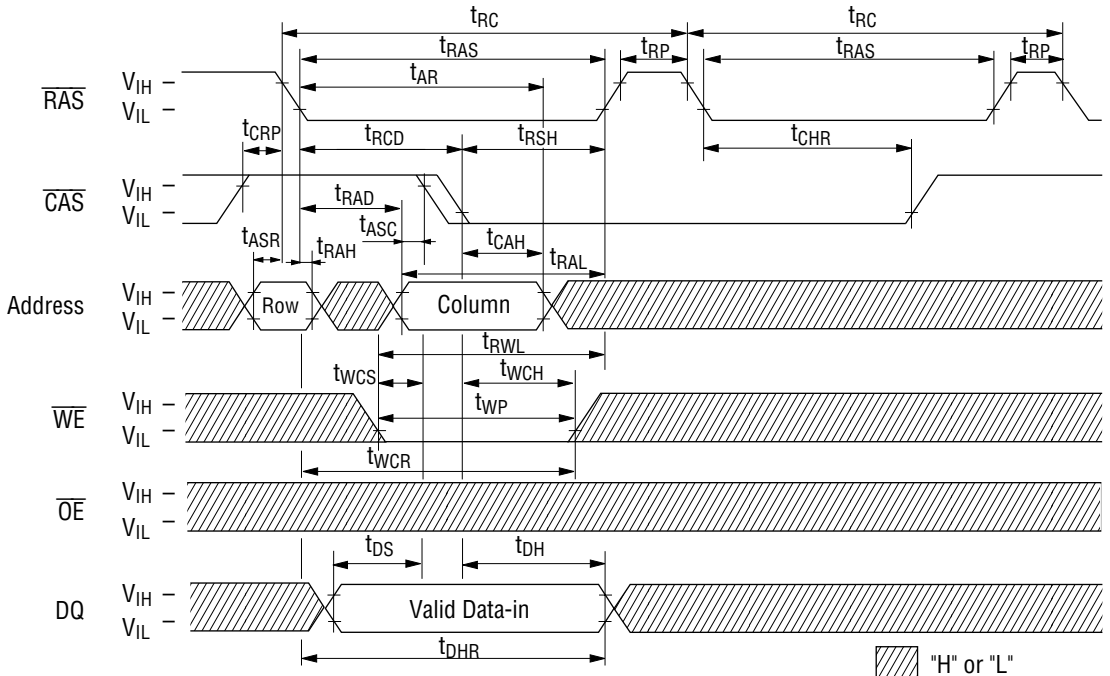 tRC tRC
tRAS tRP tRAS tRP
tAR
RAS VIH
VIL
tCRP tRCD tRSH tCHR
CAS VIH
VIL
tRAD
tASR tRAH tASC tCAH tRAL
Address VIH
VIL
Row Column
tRWL
tWCS tWCH
tWP
WE VIH
VIL
tWCR
OE VIH
VIL
tDS tDH
DQ VIH
VIL
Valid Data-in
tDHR
"H" or "L"